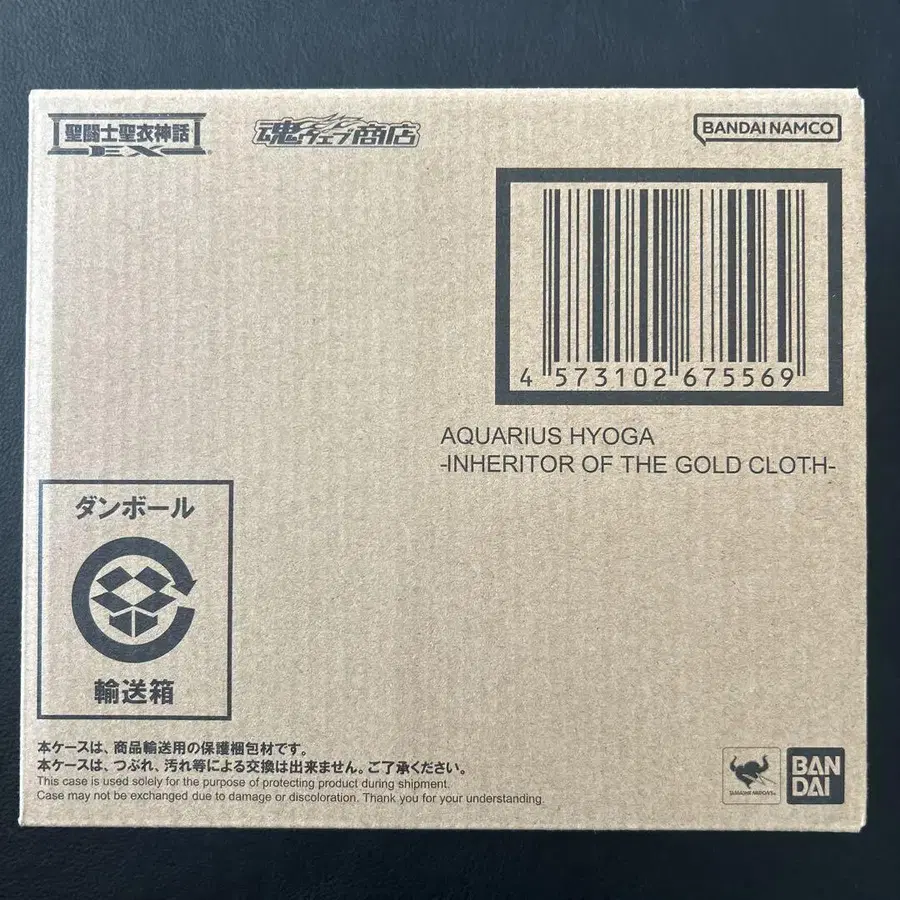 聖闘士聖衣神話
EX
魂ウェブ商店
BANDAI NAMCO
4 573102 675569
AQUARIUS HYOGA
-INHERITOR OF THE GOLD CLOTH-
ダンボール
輸送箱
本ケースは、商品輸送用の保護梱包材です。
本ケースは、つぶれ、汚れ等による交換は出来ません。ご了承ください。
This case is used solely for the purpose of protecting product during shipment.
Case may not be exchanged due to damage or discoloration. Thank you for your understanding.
TAMASHII NATIONS
BAN
DAI